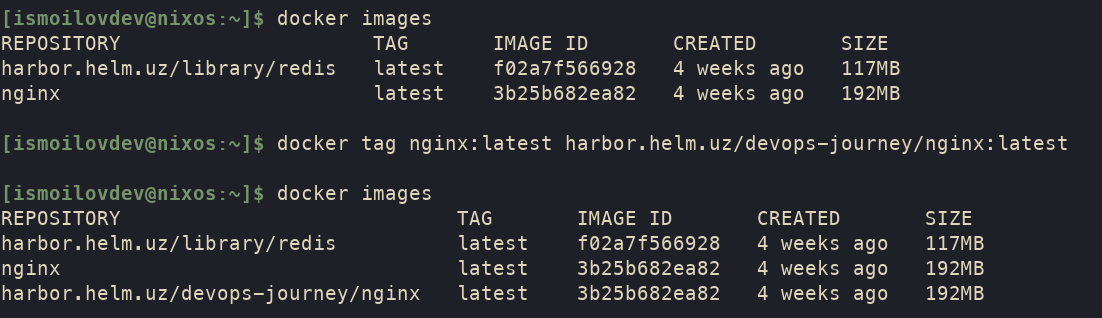 [ismoilovdev@nixos:~]$ docker images
REPOSITORY TAG IMAGE ID CREATED SIZE
harbor.helm.uz/library/redis latest f02a7f566928 4 weeks ago 117MB
nginx latest 3b25b682ea82 4 weeks ago 192MB
[ismoilovdev@nixos:~]$ docker tag nginx:latest harbor.helm.uz/devops-journey/nginx:latest
[ismoilovdev@nixos:~]$ docker images
REPOSITORY TAG IMAGE ID CREATED SIZE
harbor.helm.uz/library/redis latest f02a7f566928 4 weeks ago 117MB
nginx latest 3b25b682ea82 4 weeks ago 192MB
harbor.helm.uz/devops-journey/nginx latest 3b25b682ea82 4 weeks ago 192MB